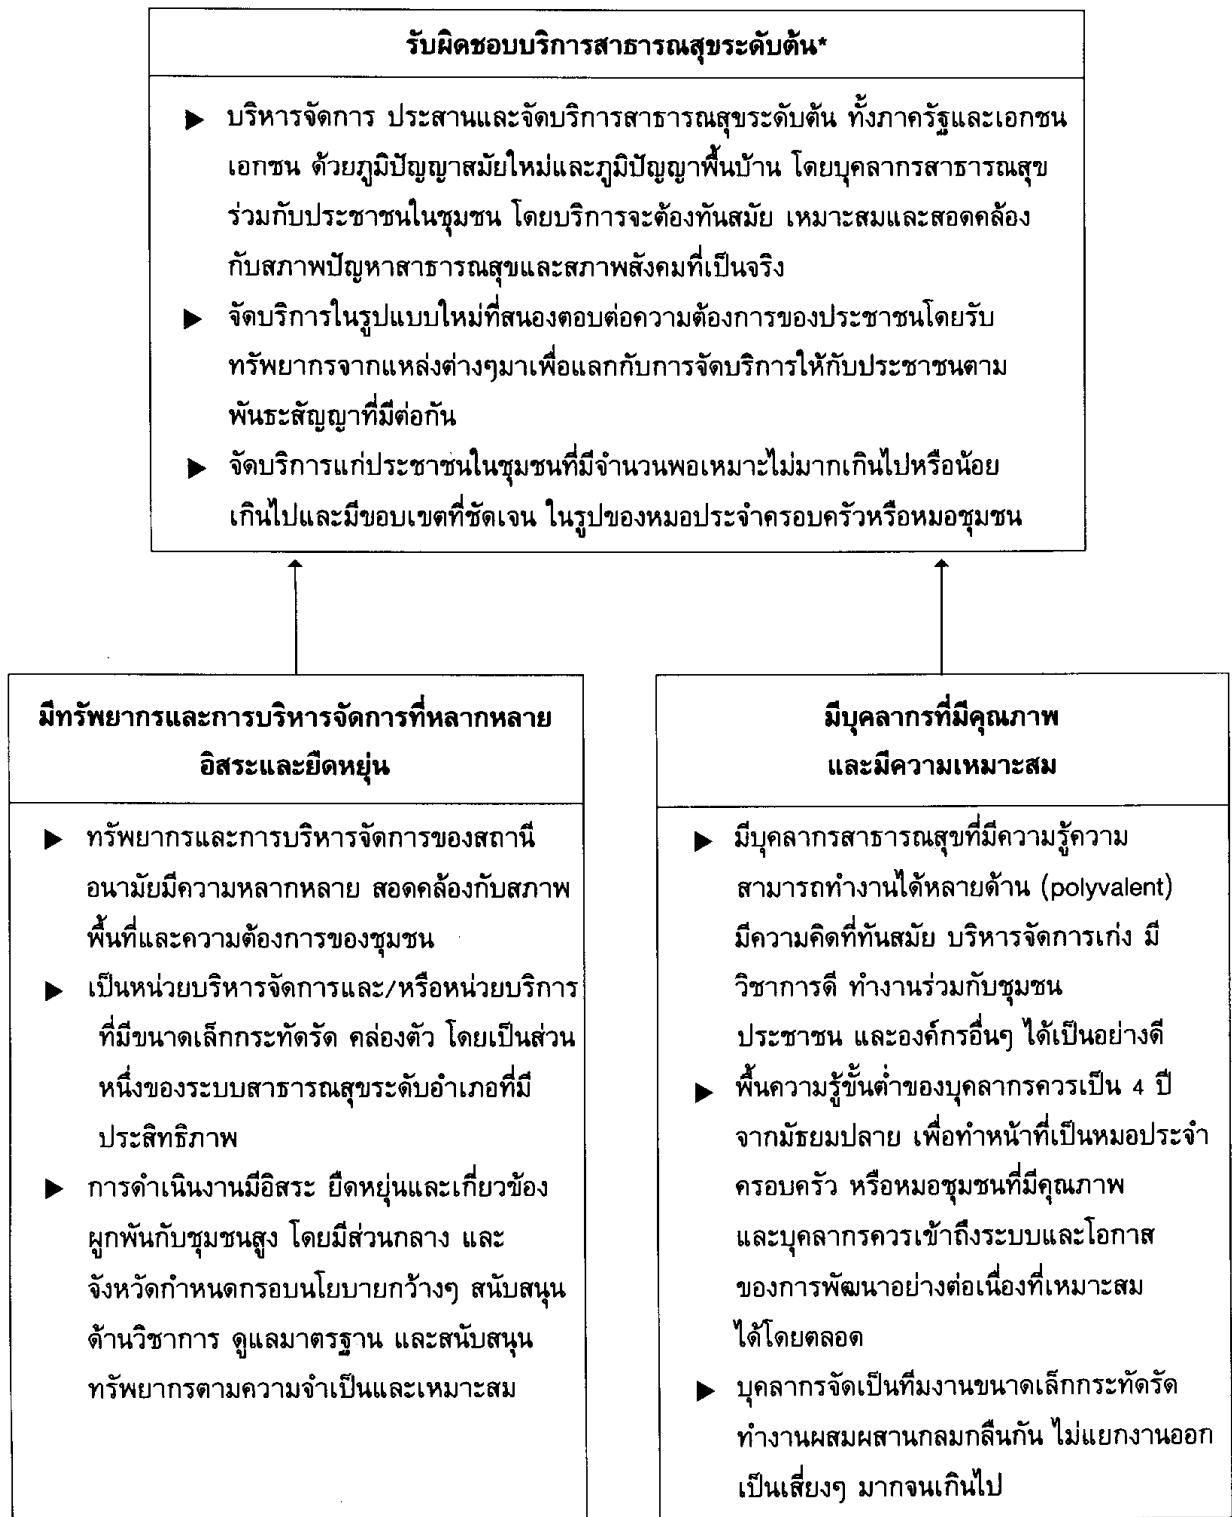 รับผิดชอบบริการสาธารณสุขระดับต้น*
▶ บริหารจัดการ ประสานและจัดบริการสาธารณสุขระดับต้น ทั้งภาครัฐและเอกชน
เอกชน ด้วยภูมิปัญญาสมัยใหม่และภูมิปัญญาพื้นบ้าน โดยบุคลากรสาธารณสุข
ร่วมกับประชาชนในชุมชน โดยบริการจะต้องทันสมัย เหมาะสมและสอดคล้อง
กับสภาพปัญหาสาธารณสุขและสภาพสังคมที่เป็นจริง
▶ จัดบริการในรูปแบบใหม่ที่สนองตอบต่อความต้องการของประชาชนโดยรับ
ทรัพยากรจากแหล่งต่างๆมาเพื่อแลกกับการจัดบริการให้กับประชาชนตาม
พันธะสัญญาที่มีต่อกัน
▶ จัดบริการแก่ประชาชนในชุมชนที่มีจำนวนพอเหมาะไม่มากเกินไปหรือน้อย
เกินไปและมีขอบเขตที่ชัดเจน ในรูปของหมอประจำครอบครัวหรือหมอชุมชน
มีทรัพยากรและการบริหารจัดการที่หลากหลาย
อิสระและยืดหยุ่น
▶ ทรัพยากรและการบริหารจัดการของสถานี
อนามัยมีความหลากหลาย สอดคล้องกับสภาพ
พื้นที่และความต้องการของชุมชน
▶ เป็นหน่วยบริหารจัดการและ/หรือหน่วยบริการ
ที่มีขนาดเล็กกระทัดรัด คล่องตัว โดยเป็นส่วน
หนึ่งของระบบสาธารณสุขระดับอำเภอที่มี
ประสิทธิภาพ
▶ การดำเนินงานมีอิสระ ยืดหยุ่นและเกี่ยวข้อง
ผูกพันกับชุมชนสูง โดยมีส่วนกลาง และ
จังหวัดกำหนดกรอบนโยบายกว้างๆ สนับสนุน
ด้านวิชาการ ดูแลมาตรฐาน และสนับสนุน
ทรัพยากรตามความจำเป็นและเหมาะสม
มีบุคลากรที่มีคุณภาพ
และมีความเหมาะสม
▶ มีบุคลากรสาธารณสุขที่มีความรู้ความ
สามารถทำงานได้หลายด้าน (polyvalent)
มีความคิดที่ทันสมัย บริหารจัดการเก่ง มี
วิชาการดี ทำงานร่วมกับชุมชน
ประชาชน และองค์กรอื่นๆ ได้เป็นอย่างดี
▶ พื้นความรู้ขั้นต่ำของบุคลากรควรเป็น 4 ปี
จากมัธยมปลาย เพื่อทำหน้าที่เป็นหมอประจำ
ครอบครัว หรือหมอชุมชนที่มีคุณภาพ
และบุคลากรควรเข้าถึงระบบและโอกาส
ของการพัฒนาอย่างต่อเนื่องที่เหมาะสม
ได้โดยตลอด
▶ บุคลากรจัดเป็นทีมงานขนาดเล็กกระทัดรัด
ทำงานผสมผสานกลมกลืนกัน ไม่แยกงานออก
เป็นเสี่ยงๆ มากจนเกินไป